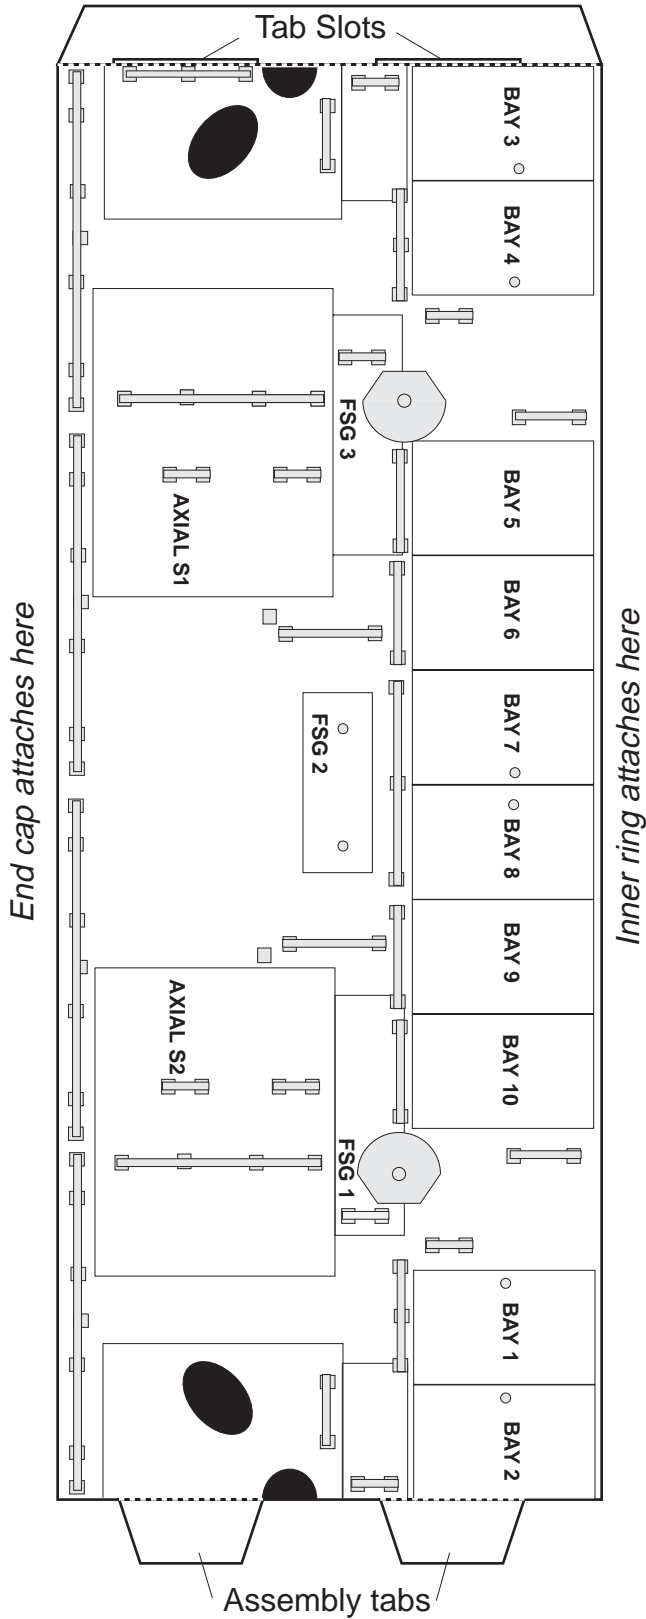 Tab Slots
BAY 3
BAY 4
FSG 3
AXIAL S1
BAY 5
BAY 6
End cap attaches here
Inner ring attaches here
FSG 2
BAY 7
BAY 8
BAY 9
AXIAL S2
BAY 10
FSG 1
BAY 1
BAY 2
Assembly tabs